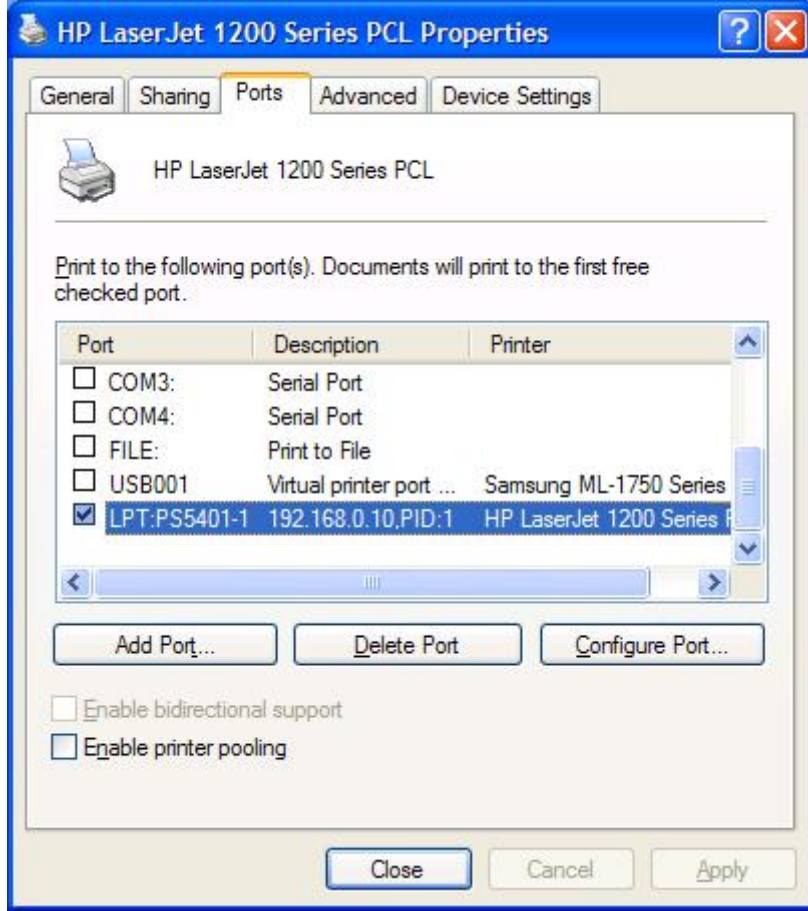 HP LaserJet 1200 Series PCL Properties
General Sharing Ports Advanced Device Settings
HP LaserJet 1200 Series PCL
Print to the following port(s). Documents will print to the first free
checked port.
Port Description Printer
COM3: Serial Port
COM4: Serial Port
FILE: Print to File
USB001 Virtual printer port ... Samsung ML-1750 Series
LPT:PS5401-1 192.168.0.10,PID:1 HP LaserJet 1200 Series
Add Port... Delete Port Configure Port...
Enable bidirectional support
Enable printer pooling
Close Cancel Apply